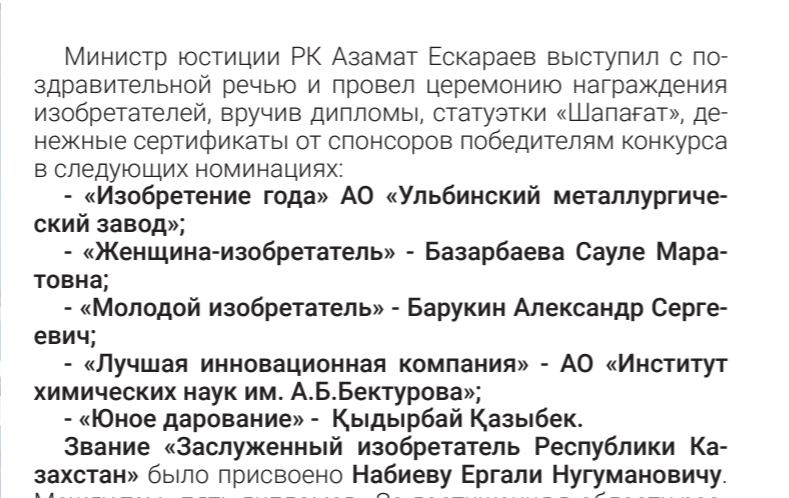 Министр юстиции РК Азамат Ескараев выступил с по-
здравительной речью и провел церемонию награждения
изобретателей, вручив дипломы, статуэтки «Шапағат», де-
нежные сертификаты от спонсоров победителям конкурса
в следующих номинациях:
- «Изобретение года» АО «Ульбинский металлургиче-
ский завод»;
- «Женщина-изобретатель» - Базарбаева Сауле Мара-
товна;
- «Молодой изобретатель» - Барукин Александр Серге-
евич;
- «Лучшая инновационная компания» - АО «Институт
химических наук им. А.Б.Бектурова»;
- «Юное дарование» - Қыдырбай Қазыбек.
Звание «Заслуженный изобретатель Республики Ка-
захстан» было присвоено Набиеву Ергали Нугумановичу.